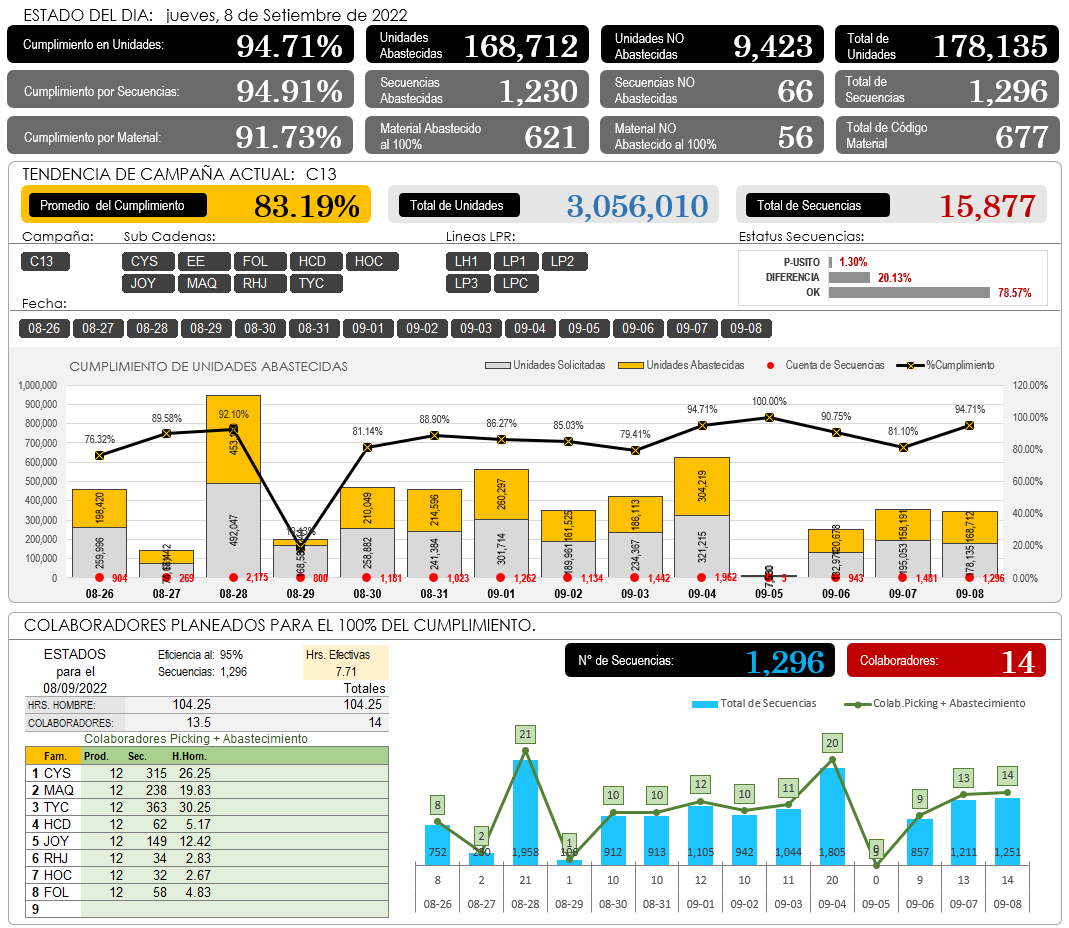 ESTADO DEL DIA: jueves, 8 de Setiembre de 2022
Cumplimiento en Unidades: 94.71%
Unidades Abastecidas 168,712
Unidades NO Abastecidas 9,423
Total de Unidades 178,135
Cumplimiento por Secuencias: 94.91%
Secuencias Abastecidas 1,230
Secuencias NO Abastecidas 66
Total de Secuencias 1,296
Cumplimiento por Material: 91.73%
Material Abastecido al 100% 621
Material NO Abastecido al 100% 56
Total de Código Material 677
TENDENCIA DE CAMPAÑA ACTUAL: C13
Promedio del Cumplimiento 83.19%
Total de Unidades 3,056,010
Total de Secuencias 15,877
Campaña: Sub Cadenas: Lineas LPR: Estatus Secuencias:
C13 CYS EE FOL HCD HOC LH1 LP1 LP2
JOY MAQ RHJ TYC LP3 LPC
P-USITO 1.30%
DIFERENCIA 20.13%
OK 78.57%
Fecha:
08-26 08-27 08-28 08-29 08-30 08-31 09-01 09-02 09-03 09-04 09-05 09-06 09-07 09-08
CUMPLIMIENTO DE UNIDADES ABASTECIDAS
Unidades Solicitadas Unidades Abastecidas Cuenta de Secuencias %Cumplimiento
1,000,000 120.00%
900,000
800,000 100.00%
700,000
600,000 80.00%
500,000 60.00%
400,000
300,000 40.00%
200,000 20.00%
100,000
0 0.00%
76.32% 89.58% 92.10% 81.14% 88.90% 86.27% 85.03% 79.41% 94.71% 100.00% 90.75% 81.10% 94.71%
198,420 210,049 214,596 260,297 161,525 186,113 304,219 120,678 158,191 168,712
259,996 492,047 258,882 241,384 301,714 189,961 234,367 321,215 132,974 195,053 178,135
904 269 2,175 800 1,181 1,023 1,262 1,134 1,442 1,962 5 943 1,481 1,296
08-26 08-27 08-28 08-29 08-30 08-31 09-01 09-02 09-03 09-04 09-05 09-06 09-07 09-08
COLABORADORES PLANEADOS PARA EL 100% DEL CUMPLIMIENTO.
ESTADOS para el 08/09/2022
Eficiencia al: 95%
Secuencias: 1,296
Hrs. Efectivas
7.71
Totales
HRS. HOMBRE: 104.25 104.25
COLABORADORES: 13.5 14
Colaboradores Picking + Abastecimiento
Fam. Prod. Sec. H.Hom.
1 CYS 12 315 26.25
2 MAQ 12 238 19.83
3 TYC 12 363 30.25
4 HCD 12 62 5.17
5 JOY 12 149 12.42
6 RHJ 12 34 2.83
7 HOC 12 32 2.67
8 FOL 12 58 4.83
9
N° de Secuencias: 1,296
Colaboradores: 14
Total de Secuencias Colab.Picking + Abastecimiento
8 2 21 1 10 10 12 10 11 20 0 9 13 14
752 1,958 912 913 1,105 942 1,044 1,805 857 1,211 1,251
8 2 21 1 10 10 12 10 11 20 0 9 13 14
08-26 08-27 08-28 08-29 08-30 08-31 09-01 09-02 09-03 09-04 09-05 09-06 09-07 09-08